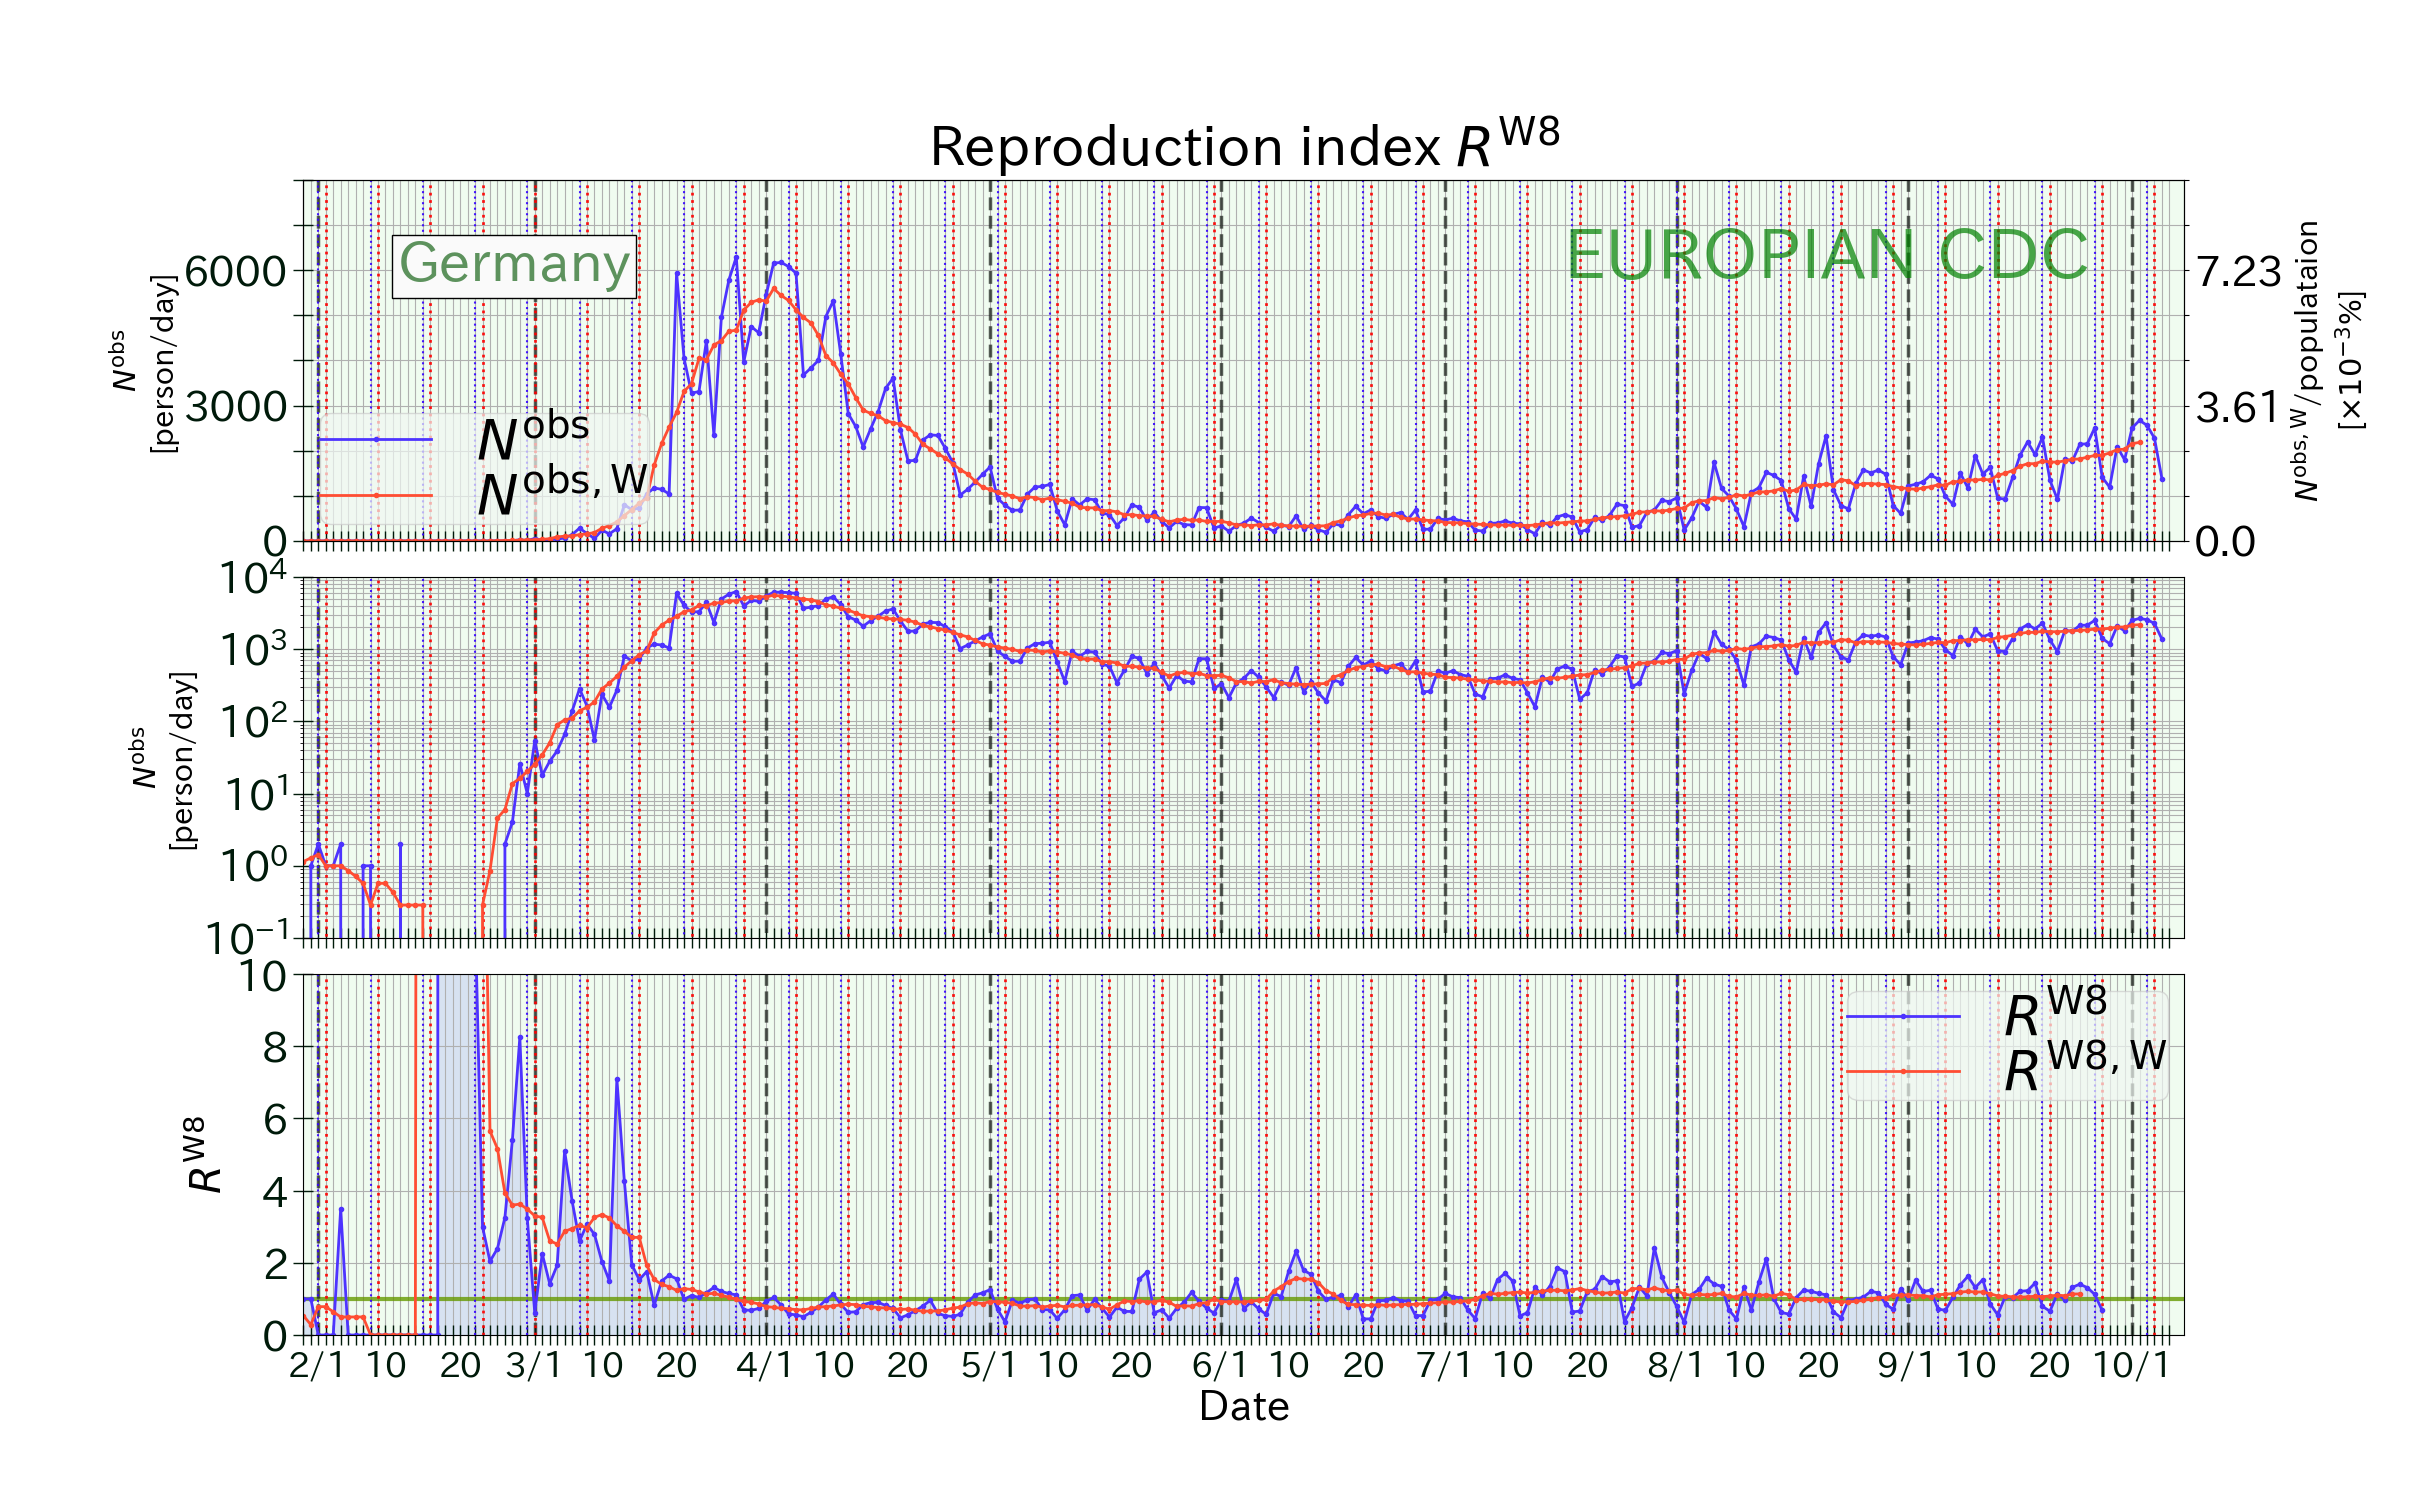 Reproduction index R^W8
Germany
EUROPIAN CDC
6000
3000
0
N^obs
[person/day]
N^obs
N^obs, W
7.23
3.61
0.0
N^obs, W/populataion
[×10^−3%]
10^4
10^3
10^2
10^1
10^0
10^−1
N^obs
[person/day]
10
8
6
4
2
0
R^W8
R^W8
R^W8, W
2/1 10 20 3/1 10 20 4/1 10 20 5/1 10 20 6/1 10 20 7/1 10 20 8/1 10 20 9/1 10 20 10/1
Date